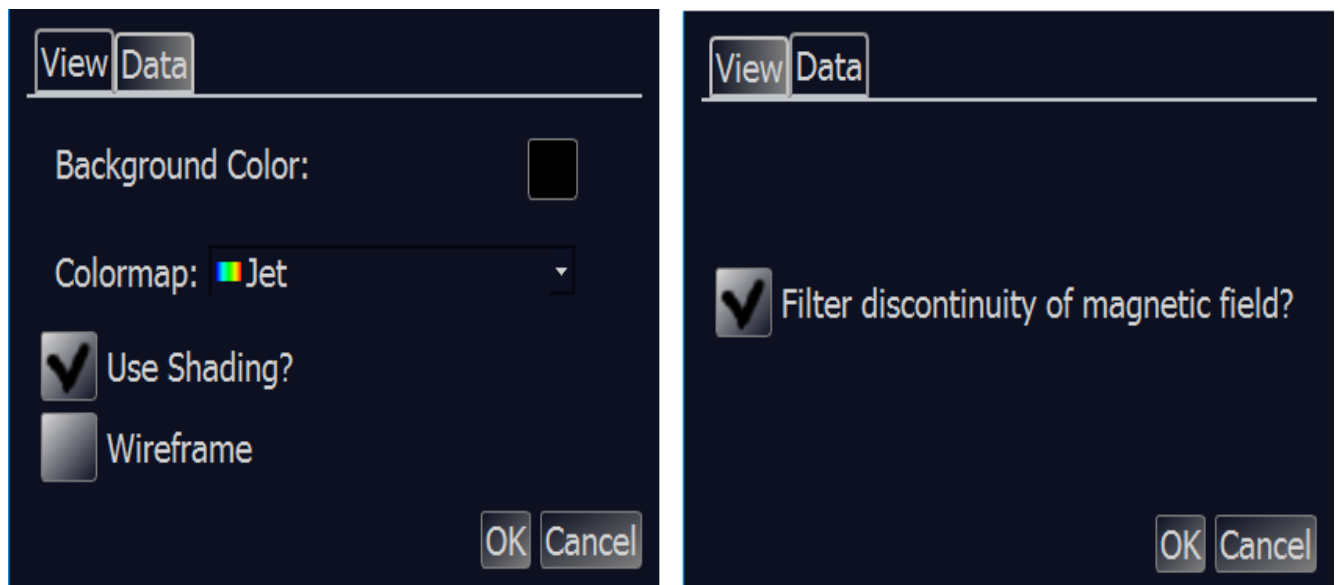 View Data
Background Color:
Colormap: Jet
Use Shading?
Wireframe
OK Cancel
View Data
Filter discontinuity of magnetic field?
OK Cancel